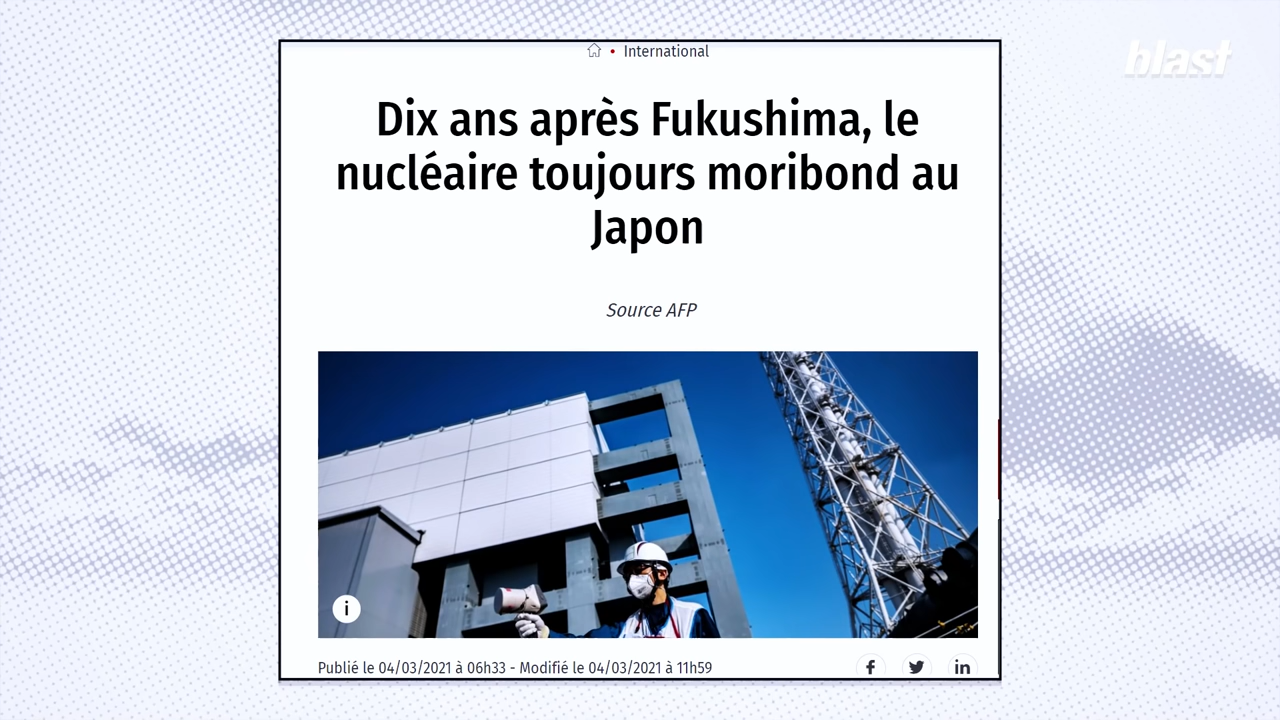 International
blast
Dix ans après Fukushima, le
nucléaire toujours moribond au
Japon
Source AFP
i
Publié le 04/03/2021 à 06h33 - Modifié le 04/03/2021 à 11h59